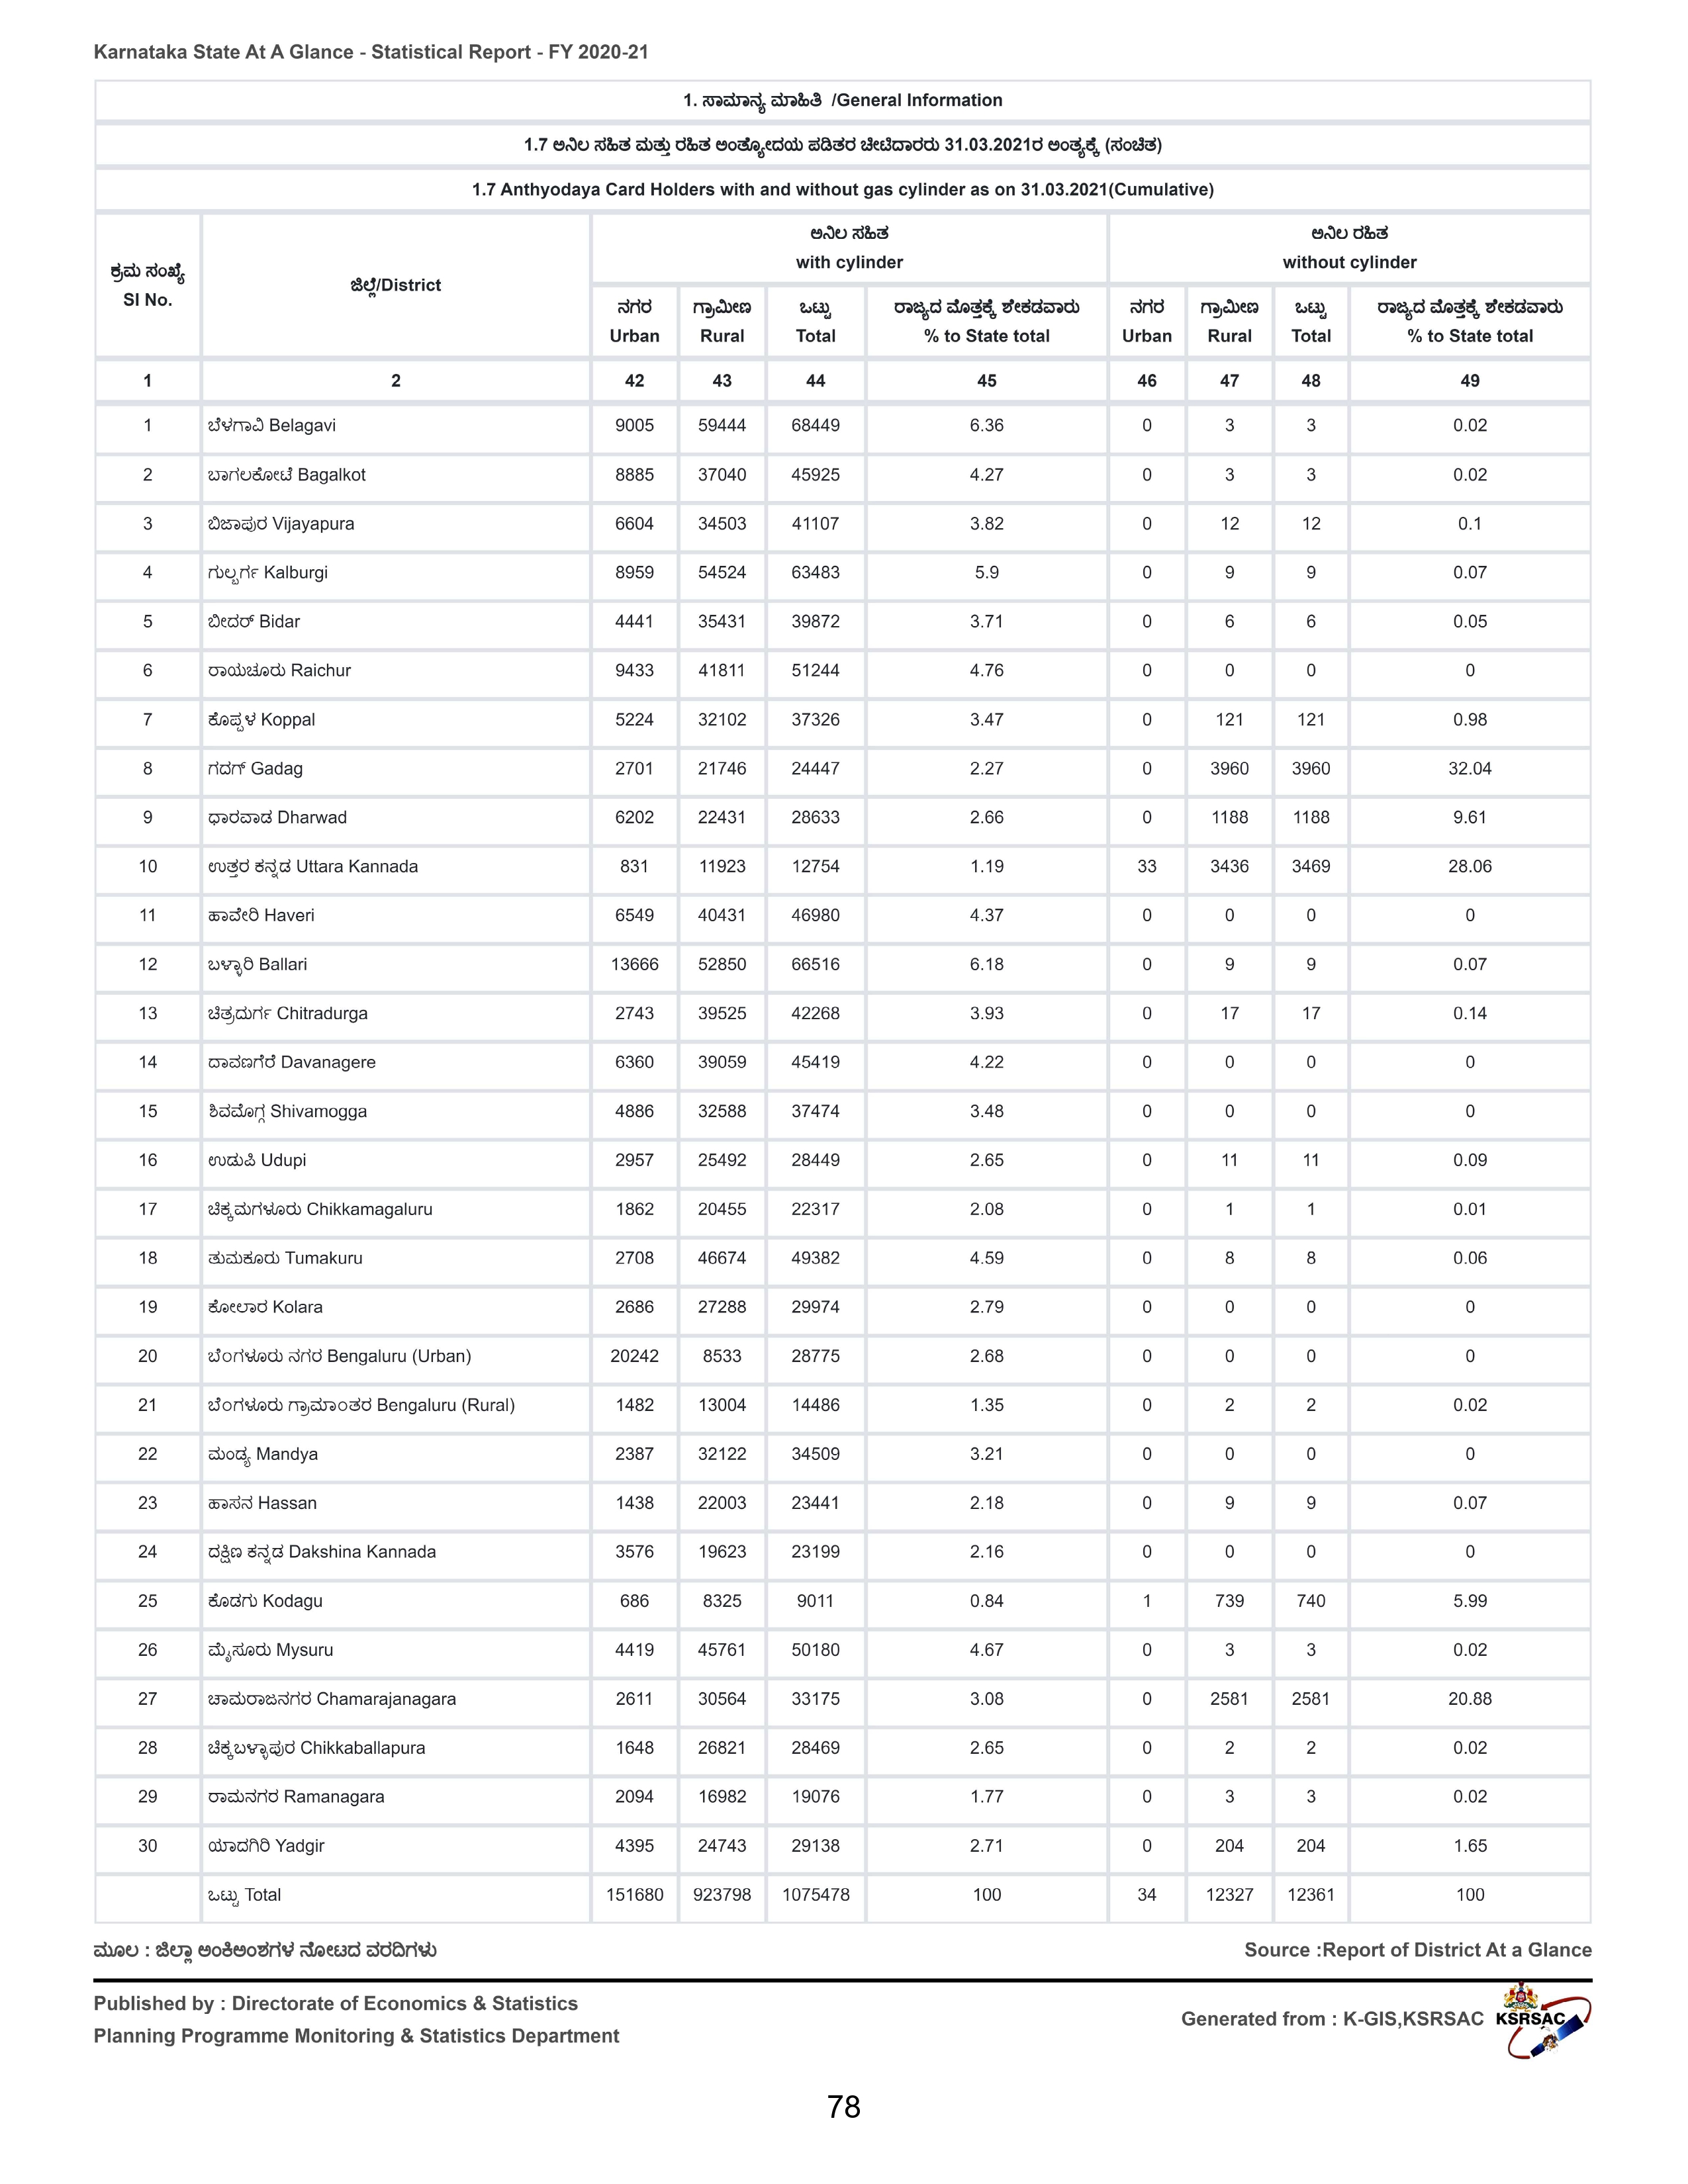 Karnataka State At A Glance - Statistical Report - FY 2020-21
1. ಸಾಮಾನ್ಯ ಮಾಹಿತಿ /General Information
1.7 ಅನಿಲ ಸಹಿತ ಮತ್ತು ರಹಿತ ಅಂತ್ಯೋದಯ ಪಡಿತರ ಚೀಟಿದಾರರು 31.03.2021ರ ಅಂತ್ಯಕ್ಕೆ (ಸಂಚಿತ)
1.7 Anthyodaya Card Holders with and without gas cylinder as on 31.03.2021(Cumulative)
ಕ್ರಮ ಸಂಖ್ಯೆ
SI No.
ಜಿಲ್ಲೆ/District
ಅನಿಲ ಸಹಿತ
with cylinder
ಅನಿಲ ರಹಿತ
without cylinder
ನಗರ ಗ್ರಾಮೀಣ ಒಟ್ಟು ರಾಜ್ಯದ ಮೊತ್ತಕ್ಕೆ ಶೇಕಡವಾರು ನಗರ ಗ್ರಾಮೀಣ ಒಟ್ಟು ರಾಜ್ಯದ ಮೊತ್ತಕ್ಕೆ ಶೇಕಡವಾರು
Urban Rural Total % to State total Urban Rural Total % to State total
1 2 42 43 44 45 46 47 48 49
1 ಬೆಳಗಾವಿ Belagavi 9005 59444 68449 6.36 0 3 3 0.02
2 ಬಾಗಲಕೋಟೆ Bagalkot 8885 37040 45925 4.27 0 3 3 0.02
3 ಬಿಜಾಪುರ Vijayapura 6604 34503 41107 3.82 0 12 12 0.1
4 ಗುಲ್ಬರ್ಗ Kalburgi 8959 54524 63483 5.9 0 9 9 0.07
5 ಬೀದರ್ Bidar 4441 35431 39872 3.71 0 6 6 0.05
6 ರಾಯಚೂರು Raichur 9433 41811 51244 4.76 0 0 0 0
7 ಕೊಪ್ಪಳ Koppal 5224 32102 37326 3.47 0 121 121 0.98
8 ಗದಗ್ Gadag 2701 21746 24447 2.27 0 3960 3960 32.04
9 ಧಾರವಾಡ Dharwad 6202 22431 28633 2.66 0 1188 1188 9.61
10 ಉತ್ತರ ಕನ್ನಡ Uttara Kannada 831 11923 12754 1.19 33 3436 3469 28.06
11 ಹಾವೇರಿ Haveri 6549 40431 46980 4.37 0 0 0 0
12 ಬಳ್ಳಾರಿ Ballari 13666 52850 66516 6.18 0 9 9 0.07
13 ಚಿತ್ರದುರ್ಗ Chitradurga 2743 39525 42268 3.93 0 17 17 0.14
14 ದಾವಣಗೆರೆ Davanagere 6360 39059 45419 4.22 0 0 0 0
15 ಶಿವಮೊಗ್ಗ Shivamogga 4886 32588 37474 3.48 0 0 0 0
16 ಉಡುಪಿ Udupi 2957 25492 28449 2.65 0 11 11 0.09
17 ಚಿಕ್ಕಮಗಳೂರು Chikkamagaluru 1862 20455 22317 2.08 0 1 1 0.01
18 ತುಮಕೂರು Tumakuru 2708 46674 49382 4.59 0 8 8 0.06
19 ಕೋಲಾರ Kolara 2686 27288 29974 2.79 0 0 0 0
20 ಬೆಂಗಳೂರು ನಗರ Bengaluru (Urban) 20242 8533 28775 2.68 0 0 0 0
21 ಬೆಂಗಳೂರು ಗ್ರಾಮಾಂತರ Bengaluru (Rural) 1482 13004 14486 1.35 0 2 2 0.02
22 ಮಂಡ್ಯ Mandya 2387 32122 34509 3.21 0 0 0 0
23 ಹಾಸನ Hassan 1438 22003 23441 2.18 0 9 9 0.07
24 ದಕ್ಷಿಣ ಕನ್ನಡ Dakshina Kannada 3576 19623 23199 2.16 0 0 0 0
25 ಕೊಡಗು Kodagu 686 8325 9011 0.84 1 739 740 5.99
26 ಮೈಸೂರು Mysuru 4419 45761 50180 4.67 0 3 3 0.02
27 ಚಾಮರಾಜನಗರ Chamarajanagara 2611 30564 33175 3.08 0 2581 2581 20.88
28 ಚಿಕ್ಕಬಳ್ಳಾಪುರ Chikkaballapura 1648 26821 28469 2.65 0 2 2 0.02
29 ರಾಮನಗರ Ramanagara 2094 16982 19076 1.77 0 3 3 0.02
30 ಯಾದಗಿರಿ Yadgir 4395 24743 29138 2.71 0 204 204 1.65
ಒಟ್ಟು Total 151680 923798 1075478 100 34 12327 12361 100
ಮೂಲ : ಜಿಲ್ಲಾ ಅಂಕಿಅಂಶಗಳ ನೋಟದ ವರದಿಗಳು Source :Report of District At a Glance
Published by : Directorate of Economics & Statistics
Planning Programme Monitoring & Statistics Department
Generated from : K-GIS,KSRSAC KSRSAC
78